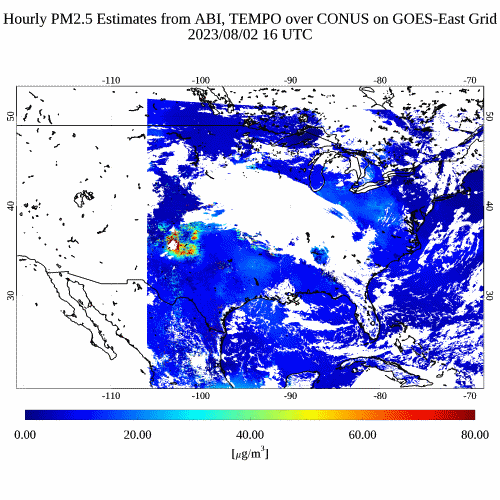 Hourly PM2.5 Estimates from ABI, TEMPO over CONUS on GOES-East Grid
2023/08/02 16 UTC
-110 -100 -90 -80 -70
50 50
40 40
30 30
-110 -100 -90 -80 -70
0.00 20.00 40.00 60.00 80.00
[μg/m³]